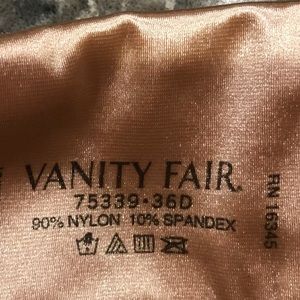 VANITY FAIR®
75339-36D
90% NYLON 10% SPANDEX
RN 16345